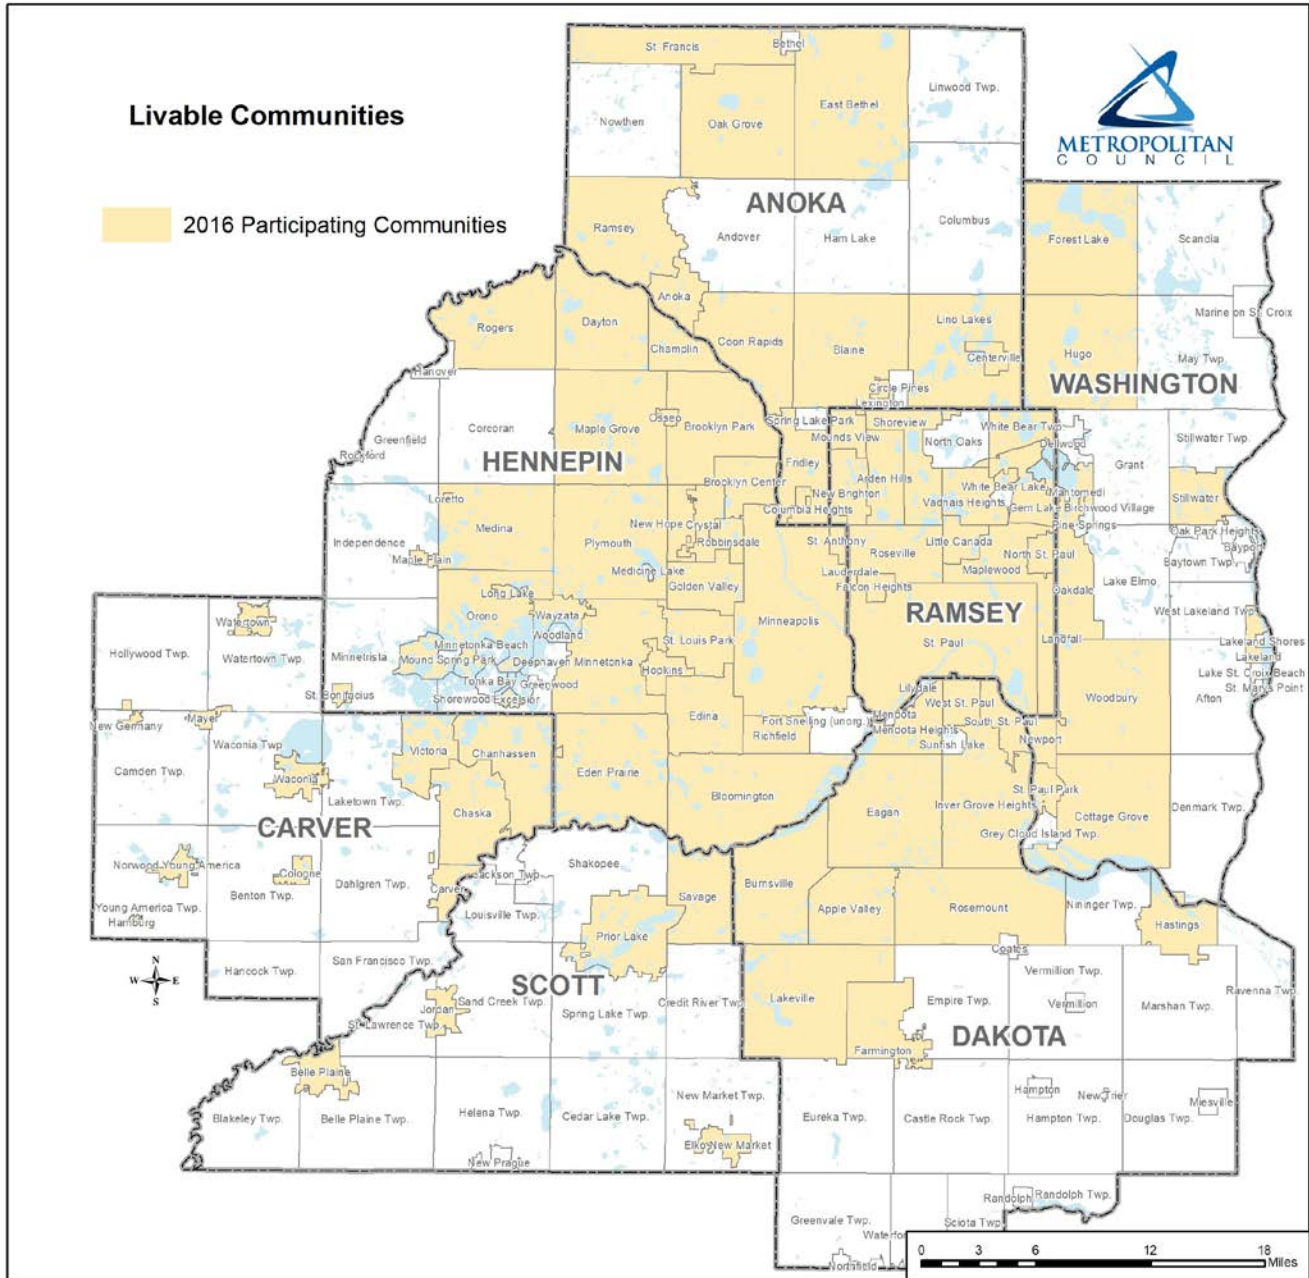 Livable Communities
2016 Participating Communities
METROPOLITAN
COUNCIL
St. Francis
Bethel
Linwood Twp.
Nowthen
Oak Grove
East Bethel
ANOKA
Ramsey
Andover
Ham Lake
Columbus
Forest Lake
Scandia
Anoka
Rogers
Dayton
Champlin
Coon Rapids
Blaine
Lino Lakes
Centerville
Hugo
Marine on St. Croix
May Twp.
WASHINGTON
Hanover
Circle Pines
Lexington
Greenfield
Corcoran
Maple Grove
Osseo
Brooklyn Park
Spring Lake Park
Mounds View
Shoreview
North Oaks
White Bear Twp.
Dellwood
Stillwater Twp.
Rockford
HENNEPIN
Fridley
Arden Hills
Grant
Loretto
Brooklyn Center
New Brighton
Columbia Heights
Vadnais Heights
White Bear Lake
Gem Lake
Mahtomedi
Birchwood Village
Stillwater
Independence
Medina
Plymouth
New Hope
Crystal
Robbinsdale
St. Anthony
Roseville
Little Canada
Pine Springs
Oak Park Heights
Bayport
Maple Plain
Medicine Lake
Golden Valley
Lauderdale
Falcon Heights
Maplewood
North St. Paul
Oakdale
Lake Elmo
Baytown Twp.
West Lakeland Twp.
Long Lake
Orono
Wayzata
Woodland
St. Louis Park
Minneapolis
RAMSEY
St. Paul
Landfall
Lakeland Shores
Lakeland
Lake St. Croix Beach
St. Mary's Point
Hollywood Twp.
Watertown
Watertown Twp.
Minnetrista
Mound
Spring Park
Minnetonka Beach
Deephaven
Minnetonka
Hopkins
Tonka Bay
Greenwood
Shorewood
Excelsior
St. Bonifacius
Edina
Fort Snelling (unorg.)
Richfield
Lilydale
Mendota
Mendota Heights
West St. Paul
South St. Paul
Sunfish Lake
Newport
Woodbury
Afton
New Germany
Mayer
Waconia Twp.
Victoria
Chanhassen
Camden Twp.
Waconia
Laketown Twp.
Chaska
Eden Prairie
Bloomington
Eagan
Inver Grove Heights
St. Paul Park
Grey Cloud Island Twp.
Cottage Grove
Denmark Twp.
CARVER
Norwood Young America
Cologne
Benton Twp.
Dahlgren Twp.
Carver
Jackson Twp.
Shakopee
Louisville Twp.
Savage
Burnsville
Apple Valley
Rosemount
Nininger Twp.
Hastings
Young America Twp.
Hamburg
Prior Lake
Coates
Hancock Twp.
San Francisco Twp.
N
W
E
S
SCOTT
Jordan
Sand Creek Twp.
Spring Lake Twp.
Credit River Twp.
Lakeville
Empire Twp.
Vermillion Twp.
Vermillion
Marshan Twp.
Ravenna Twp.
St. Lawrence Twp.
DAKOTA
Farmington
Belle Plaine
Blakeley Twp.
Belle Plaine Twp.
Helena Twp.
Cedar Lake Twp.
New Market Twp.
Elko New Market
New Prague
Eureka Twp.
Castle Rock Twp.
Hampton
Hampton Twp.
New Trier
Douglas Twp.
Miesville
Greenvale Twp.
Sciota Twp.
Randolph
Randolph Twp.
Northfield
0 3 6 12 18
Miles